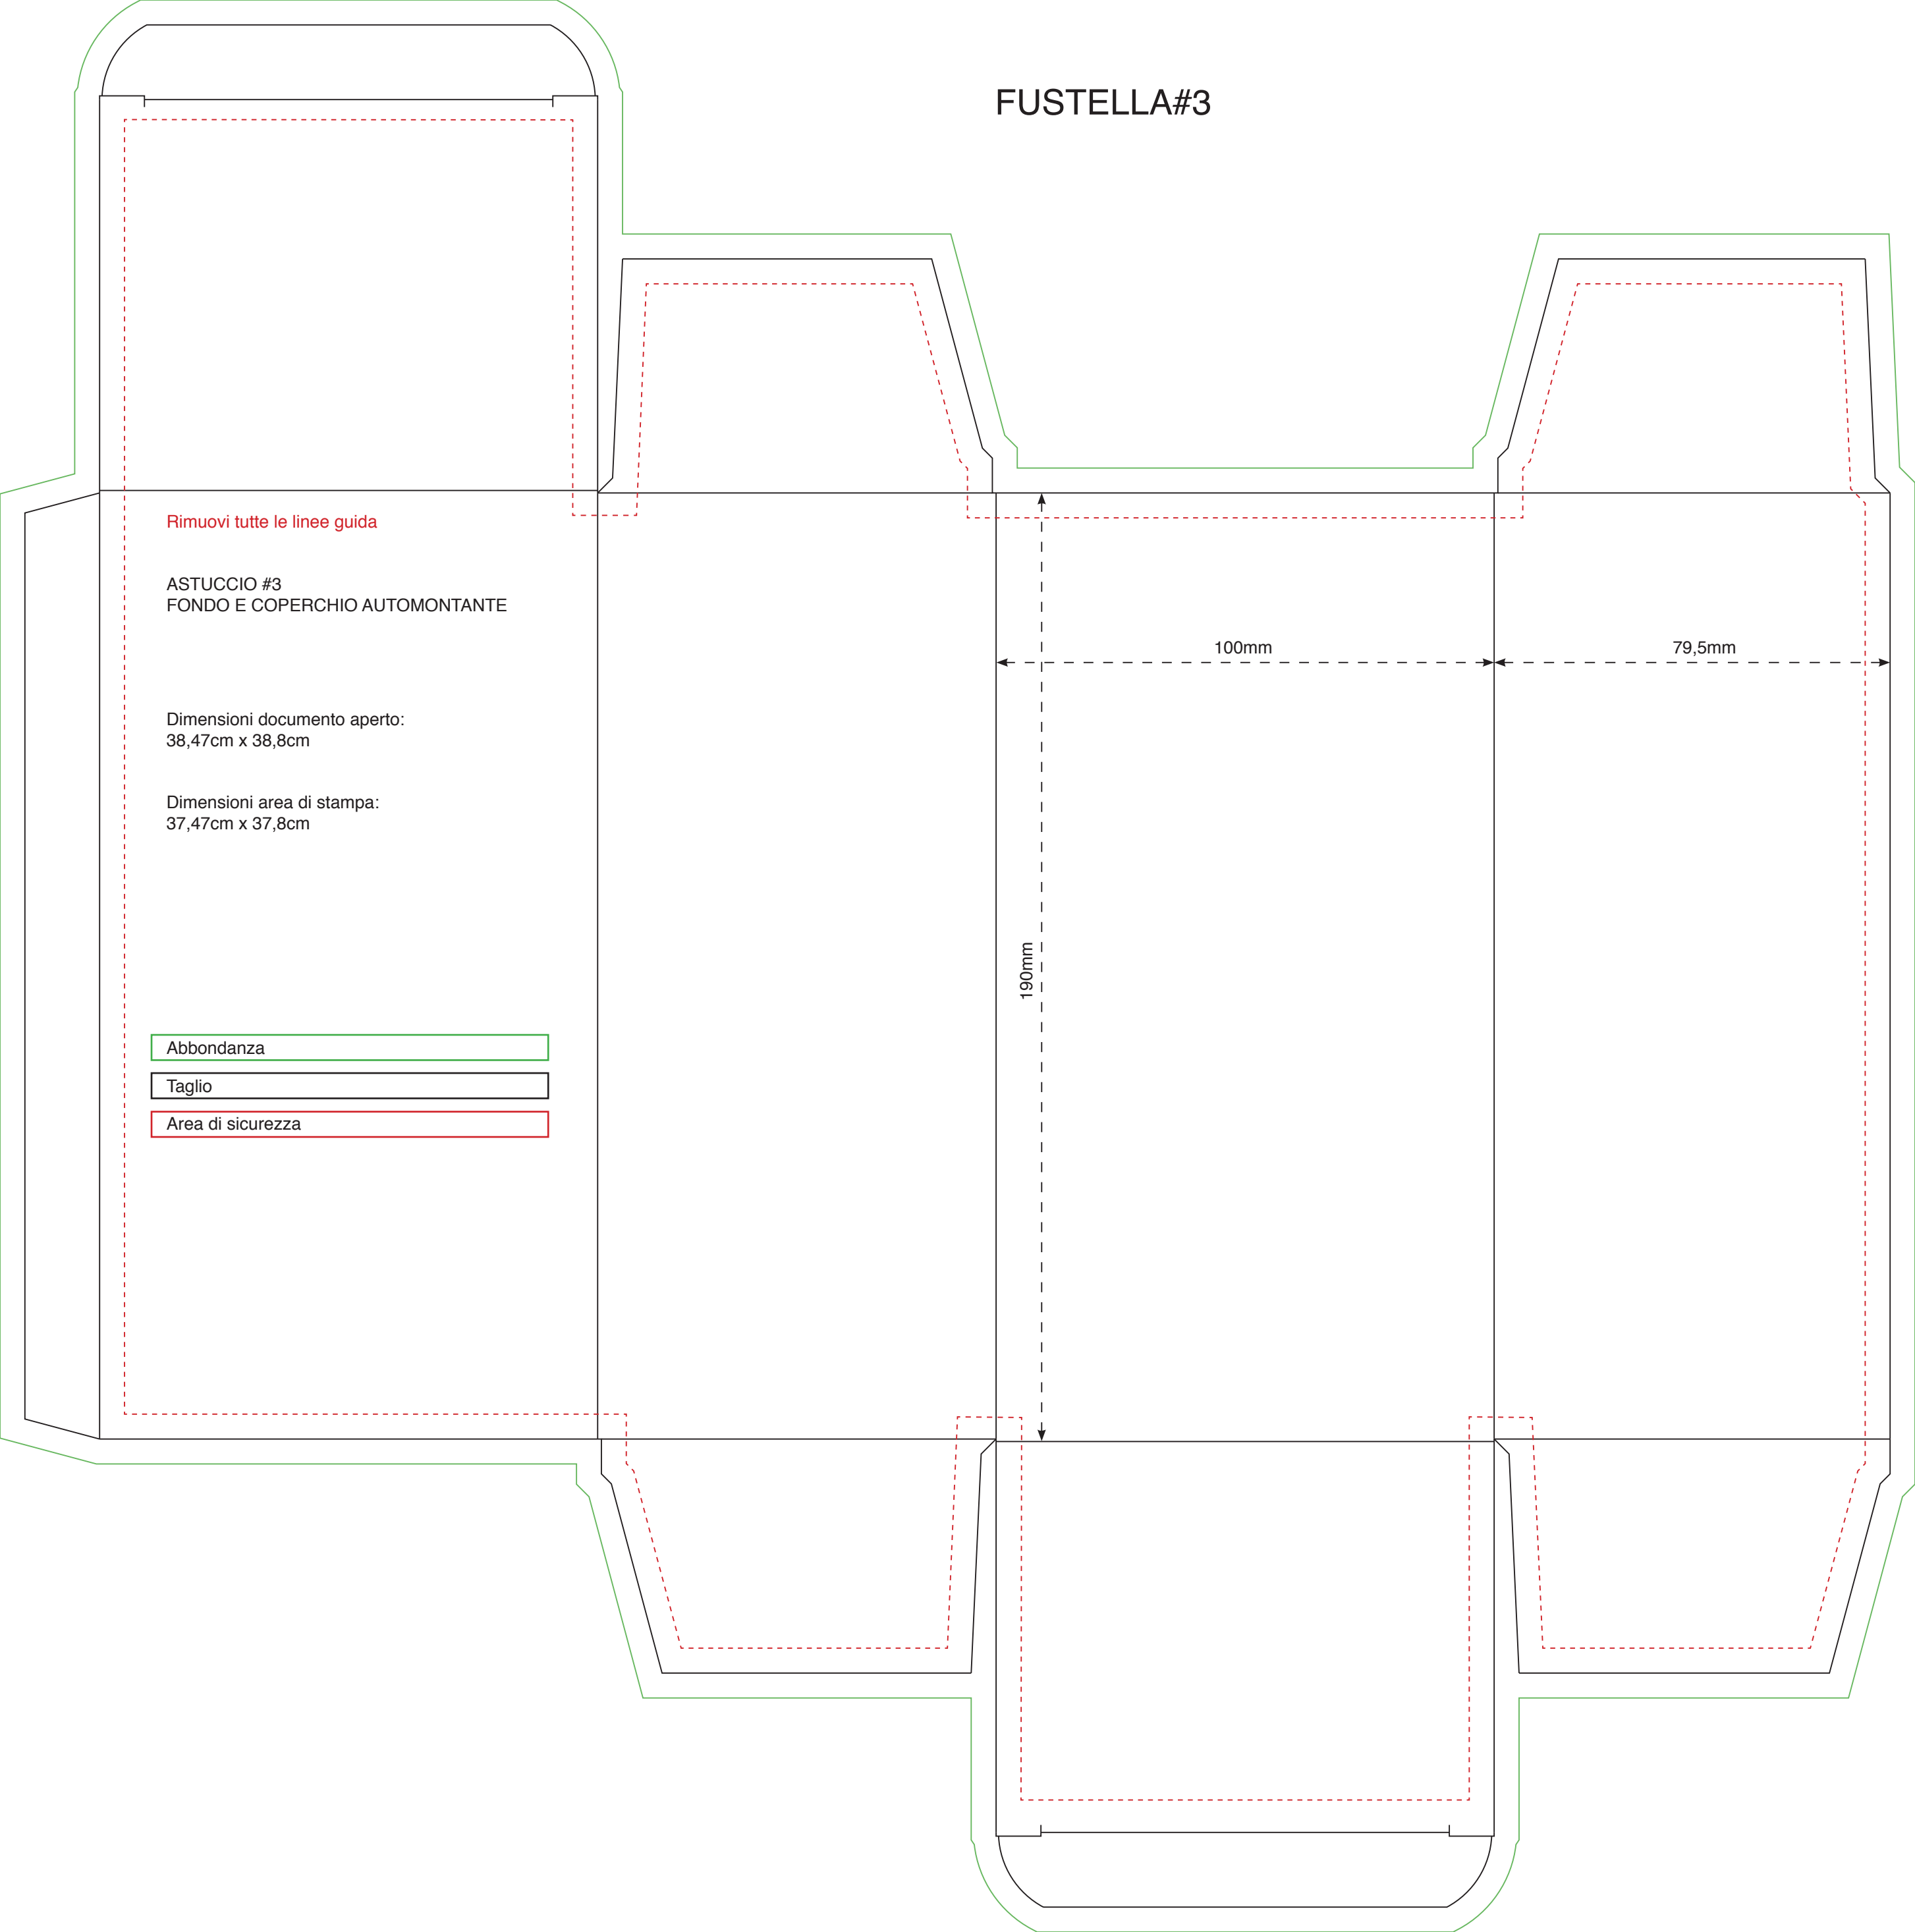 FUSTELLA#3
Rimuovi tutte le linee guida
ASTUCCIO #3
FONDO E COPERCHIO AUTOMONTANTE
100mm
79,5mm
Dimensioni documento aperto:
38,47cm x 38,8cm
Dimensioni area di stampa:
37,47cm x 37,8cm
190mm
Abbondanza
Taglio
Area di sicurezza